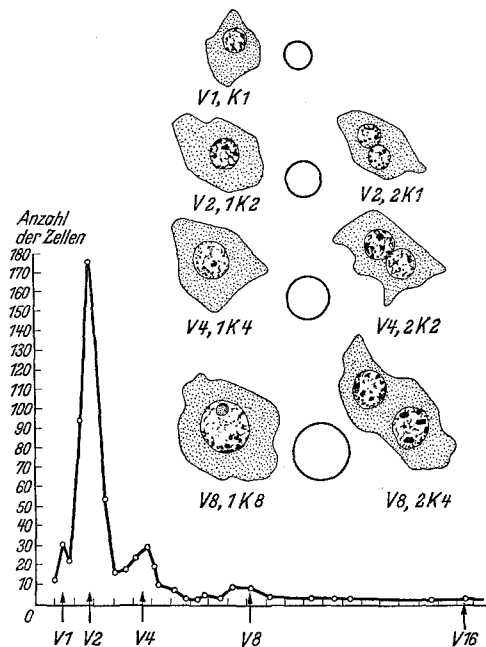 V1, K1
V2, 1K2
V2, 2K1
Anzahl
der Zellen
V4, 1K4
V4, 2K2
V8, 1K8
V8, 2K4
180
170
160
150
140
130
120
110
100
90
80
70
60
50
40
30
20
10
0
V1 V2 V4 V8 V16